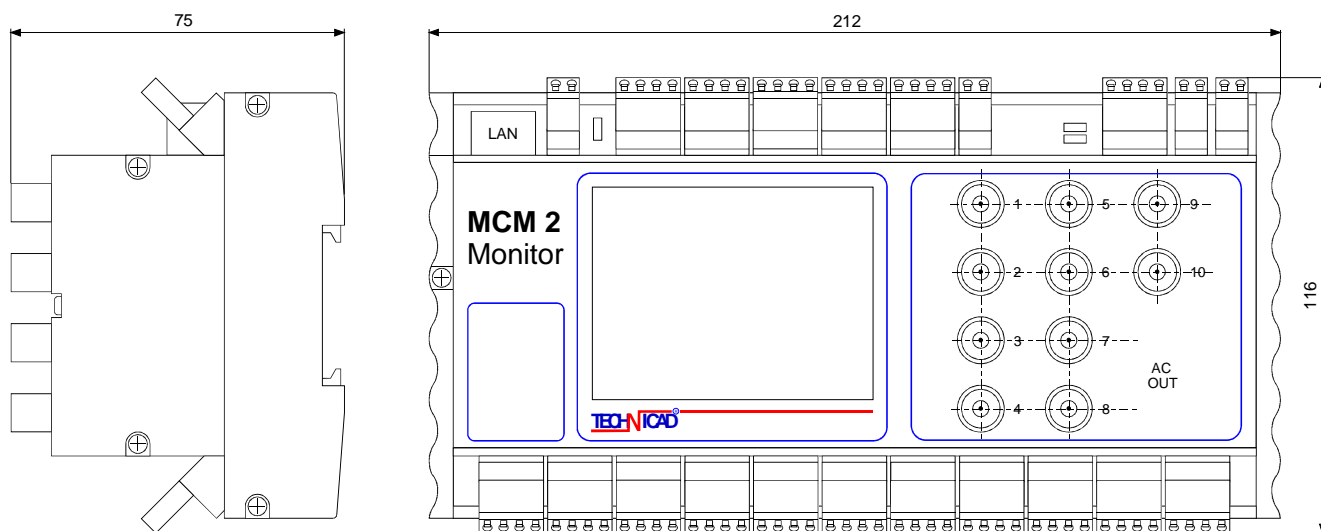 75
212
LAN
MCM 2
Monitor
1 5 9
2 6 10
3 7
4 8
AC
OUT
116
TECHNICAD